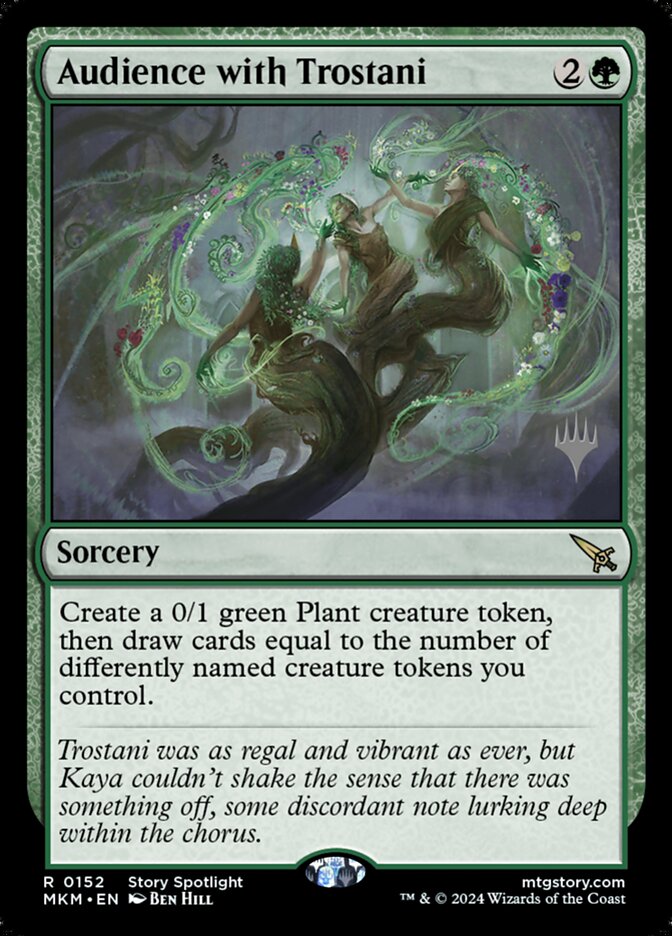 Audience with Trostani 2
Sorcery
Create a 0/1 green Plant creature token,
then draw cards equal to the number of
differently named creature tokens you
control.
Trostani was as regal and vibrant as ever, but
Kaya couldn't shake the sense that there was
something off, some discordant note lurking deep
within the chorus.
R 0152 Story Spotlight mtgstory.com
MKM • EN Ben Hill ™ & © 2024 Wizards of the Coast